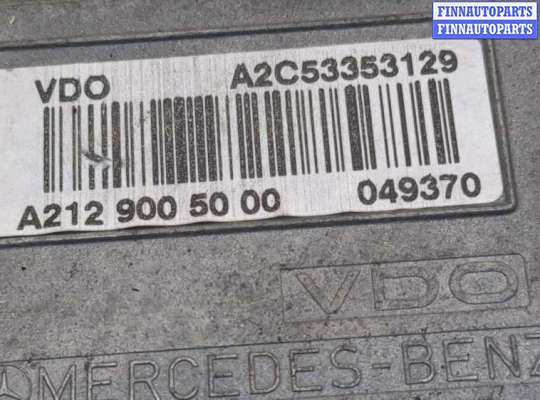 FINNAUTOPARTS
FINNAUTOPARTS
VDO A2C53353129
A212 900 50 00 049370
VDO
MERCEDES-BENZ